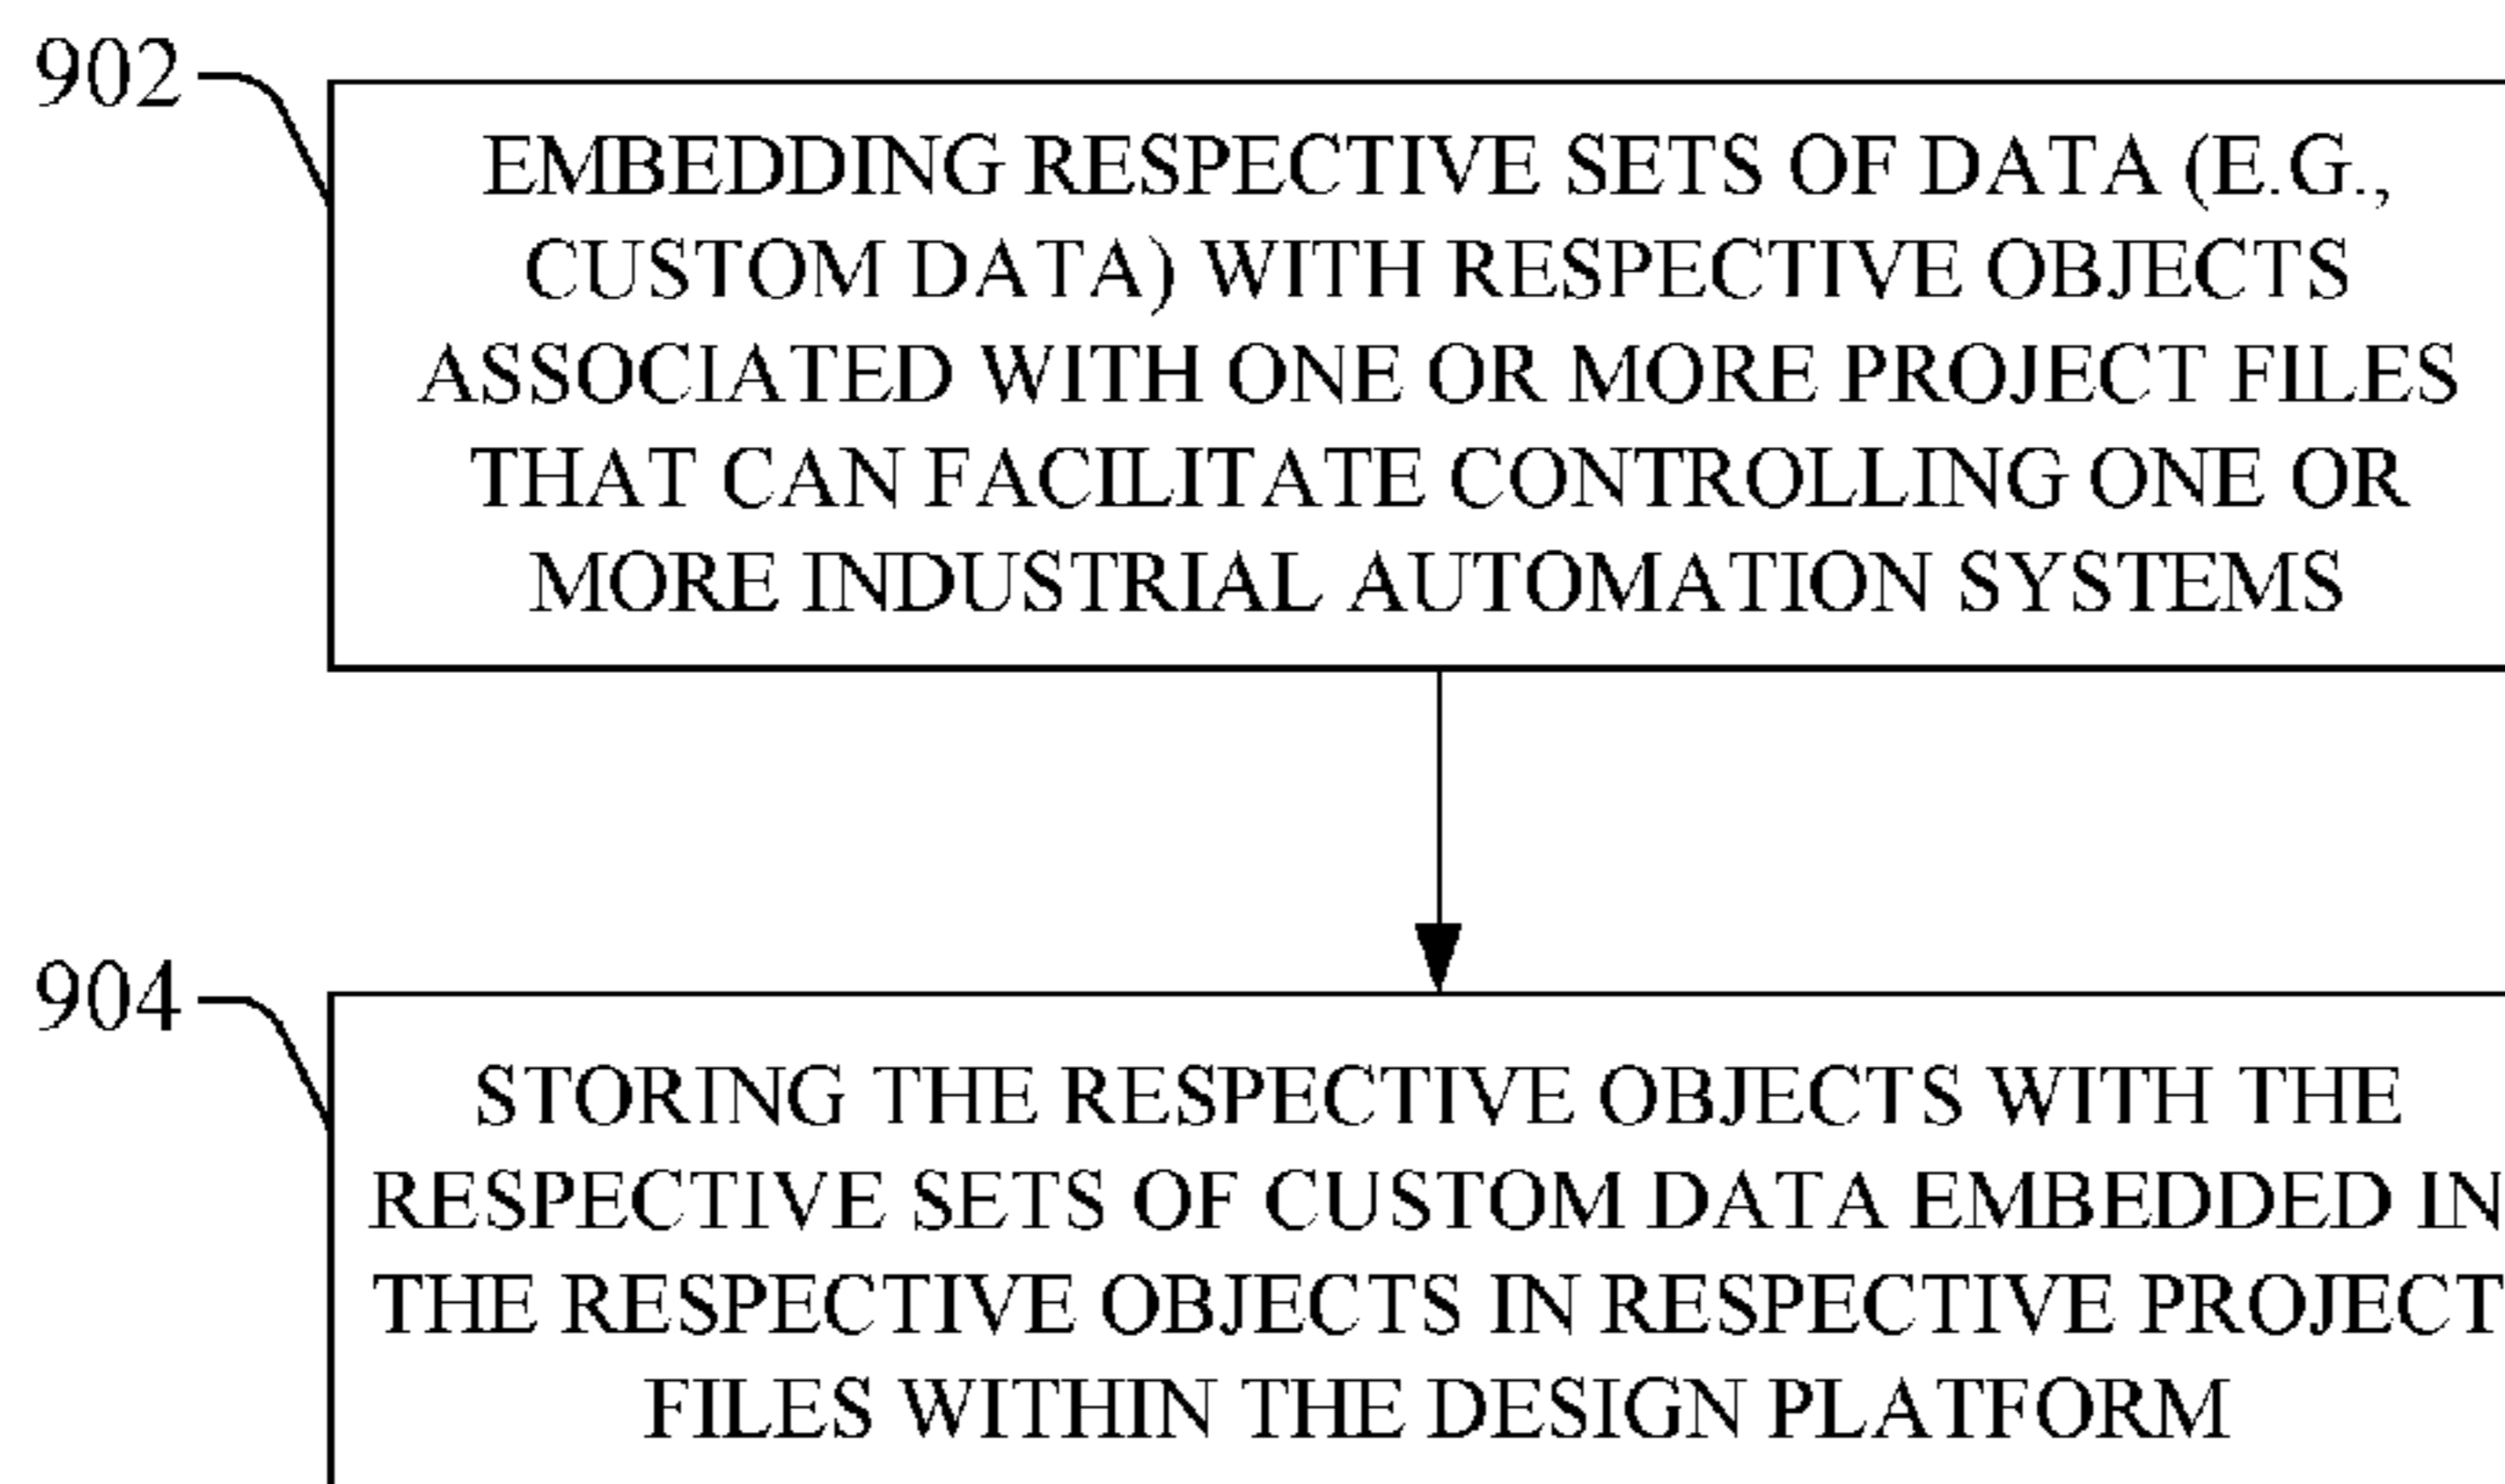 902
EMBEDDING RESPECTIVE SETS OF DATA (E.G.,
CUSTOM DATA) WITH RESPECTIVE OBJECTS
ASSOCIATED WITH ONE OR MORE PROJECT FILES
THAT CAN FACILITATE CONTROLLING ONE OR
MORE INDUSTRIAL AUTOMATION SYSTEMS
904
STORING THE RESPECTIVE OBJECTS WITH THE
RESPECTIVE SETS OF CUSTOM DATA EMBEDDED IN
THE RESPECTIVE OBJECTS IN RESPECTIVE PROJECT
FILES WITHIN THE DESIGN PLATFORM